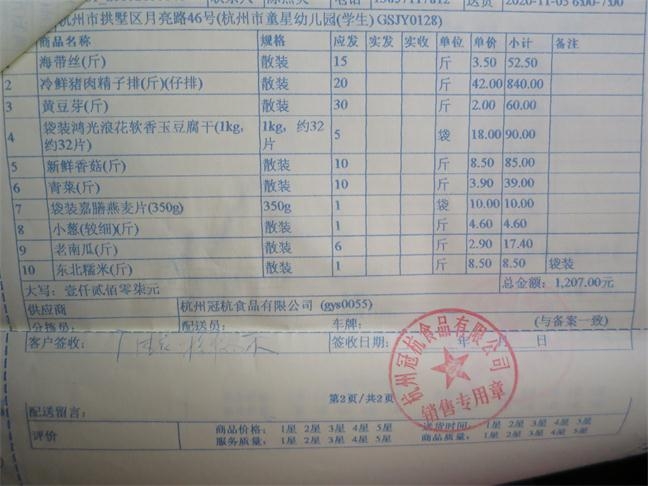 2020-11-05 6:00-7:00
杭州市拱墅区月亮路46号(杭州市童星幼儿园(学生) GSJY0128)
商品名称 规格 应发 实发 实收 单位 单价 小计 备注
海带丝(斤) 散装 15 斤 3.50 52.50
2 冷鲜猪肉精子排(斤)(仔排) 散装 20 斤 42.00 840.00
3 黄豆芽(斤) 散装 30 斤 2.00 60.00
4 袋装鸿光浪花软香玉豆腐干(1kg,约32片) 1kg，约32片 5 袋 18.00 90.00
5 新鲜香菇(斤) 散装 10 斤 8.50 85.00
6 青菜(斤) 散装 10 斤 3.90 39.00
7 袋装嘉膳燕麦片(350g) 350g 1 袋 10.00 10.00
8 小葱(较细)(斤) 散装 1 斤 4.60 4.60
9 老南瓜(斤) 散装 6 斤 2.90 17.40
10 东北糯米(斤) 散装 1 斤 8.50 8.50 袋装
大写：壹仟贰佰零柒元 总金额：1,207.00元
供应商 杭州冠杭食品有限公司 (gys0055)
分拣员： 配送员： 车牌： (与备案一致)
客户签收： 签收日期： 年 日
杭州冠杭食品有限公司
销售专用章
第2页/共2页
配送留言：
评价 商品价格：1星 2星 3星 4星 5星 送货时间：1星 2星 3星 4星 5星
服务质量：1星 2星 3星 4星 5星 商品质量：1星 2星 3星 4星 5星